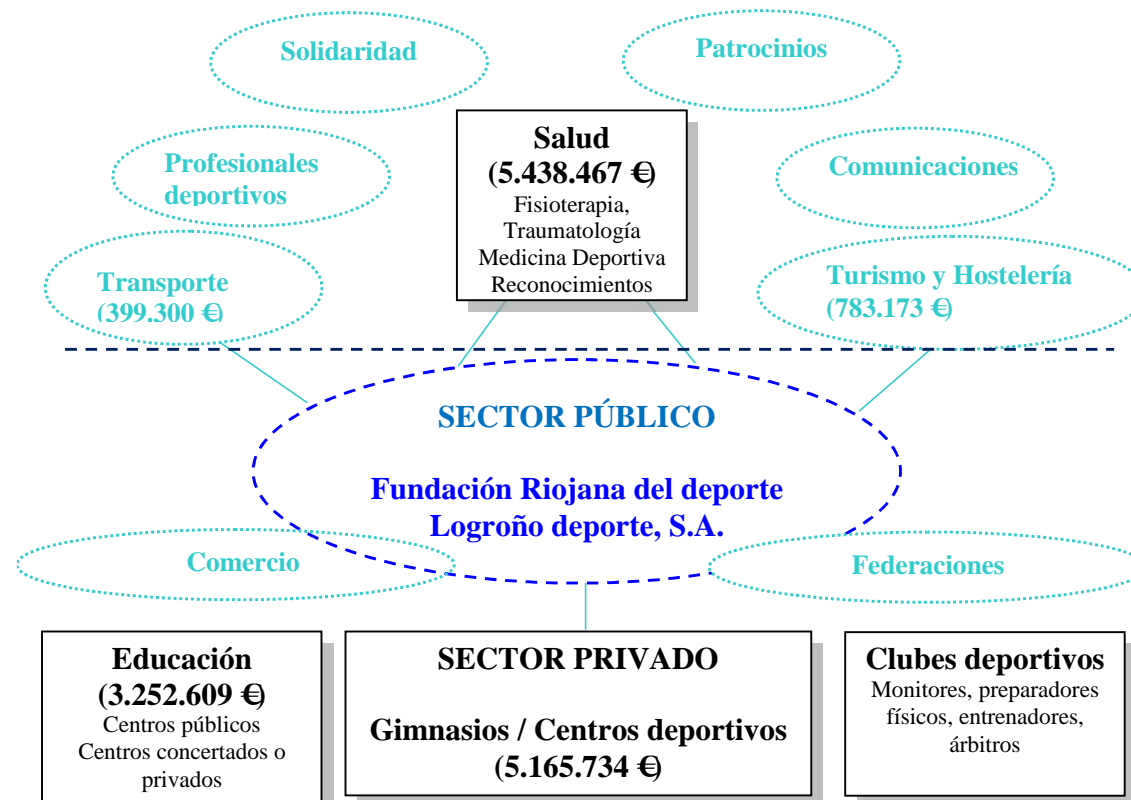 Solidaridad
Patrocinios
Salud
(5.438.467 €)
Fisioterapia,
Traumatología
Medicina Deportiva
Reconocimientos
Profesionales
deportivos
Comunicaciones
Transporte
(399.300 €)
Turismo y Hostelería
(783.173 €)
SECTOR PÚBLICO
Fundación Riojana del deporte
Logroño deporte, S.A.
Comercio
Federaciones
Educación
(3.252.609 €)
Centros públicos
Centros concertados o
privados
SECTOR PRIVADO
Gimnasios / Centros deportivos
(5.165.734 €)
Clubes deportivos
Monitores, preparadores
físicos, entrenadores,
árbitros